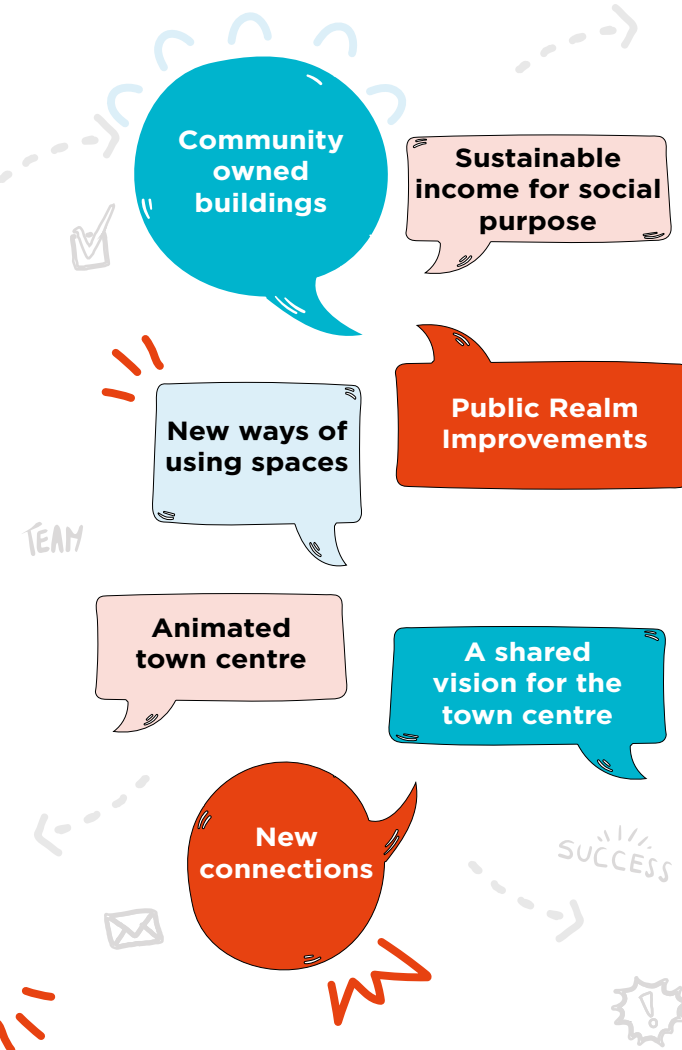 Community
owned
buildings
Sustainable
income for social
purpose
Public Realm
Improvements
New ways of
using spaces
TEAM
Animated
town centre
A shared
vision for the
town centre
New
connections
SUCCESS
!